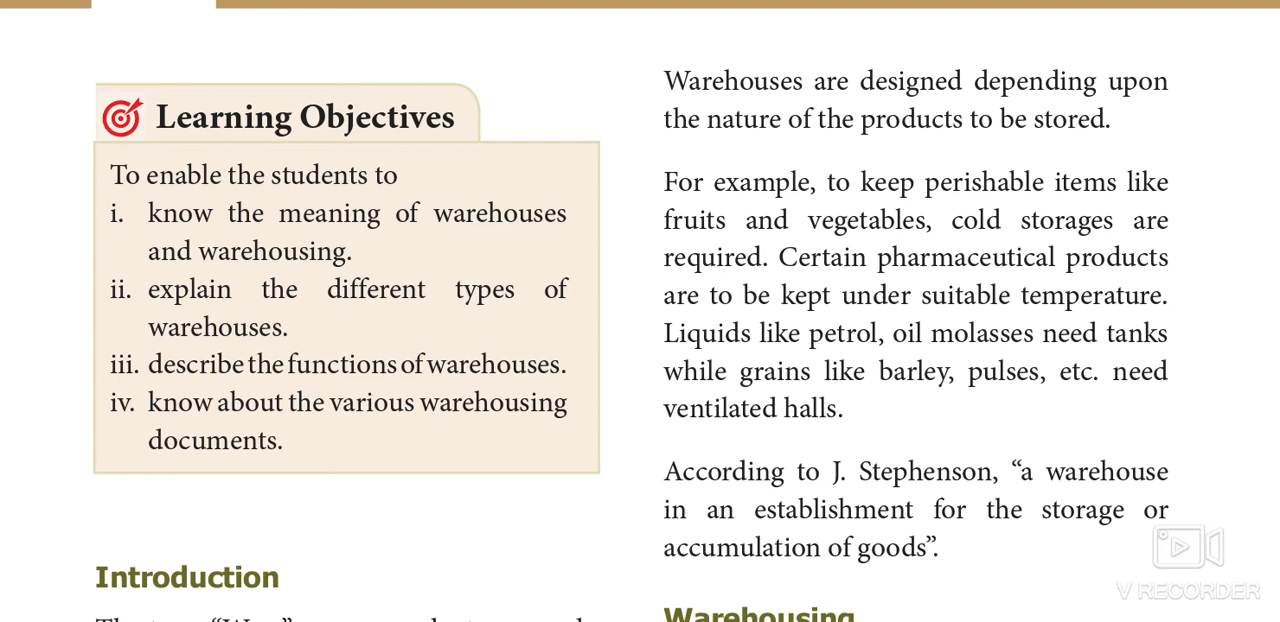 Learning Objectives
To enable the students to
i. know the meaning of warehouses
and warehousing.
ii. explain the different types of
warehouses.
iii. describe the functions of warehouses.
iv. know about the various warehousing
documents.
Introduction
Warehouses are designed depending upon
the nature of the products to be stored.
For example, to keep perishable items like
fruits and vegetables, cold storages are
required. Certain pharmaceutical products
are to be kept under suitable temperature.
Liquids like petrol, oil molasses need tanks
while grains like barley, pulses, etc. need
ventilated halls.
According to J. Stephenson, “a warehouse
in an establishment for the storage or
accumulation of goods”.
Warehousing
V RECORDER